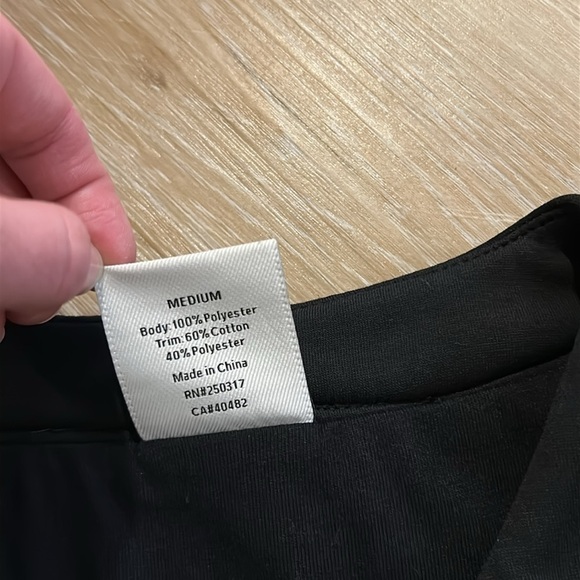 MEDIUM
Body:100%Polyester
Trim:60%Cotton
40%Polyester
Made in China
RN#250317
CA#40482